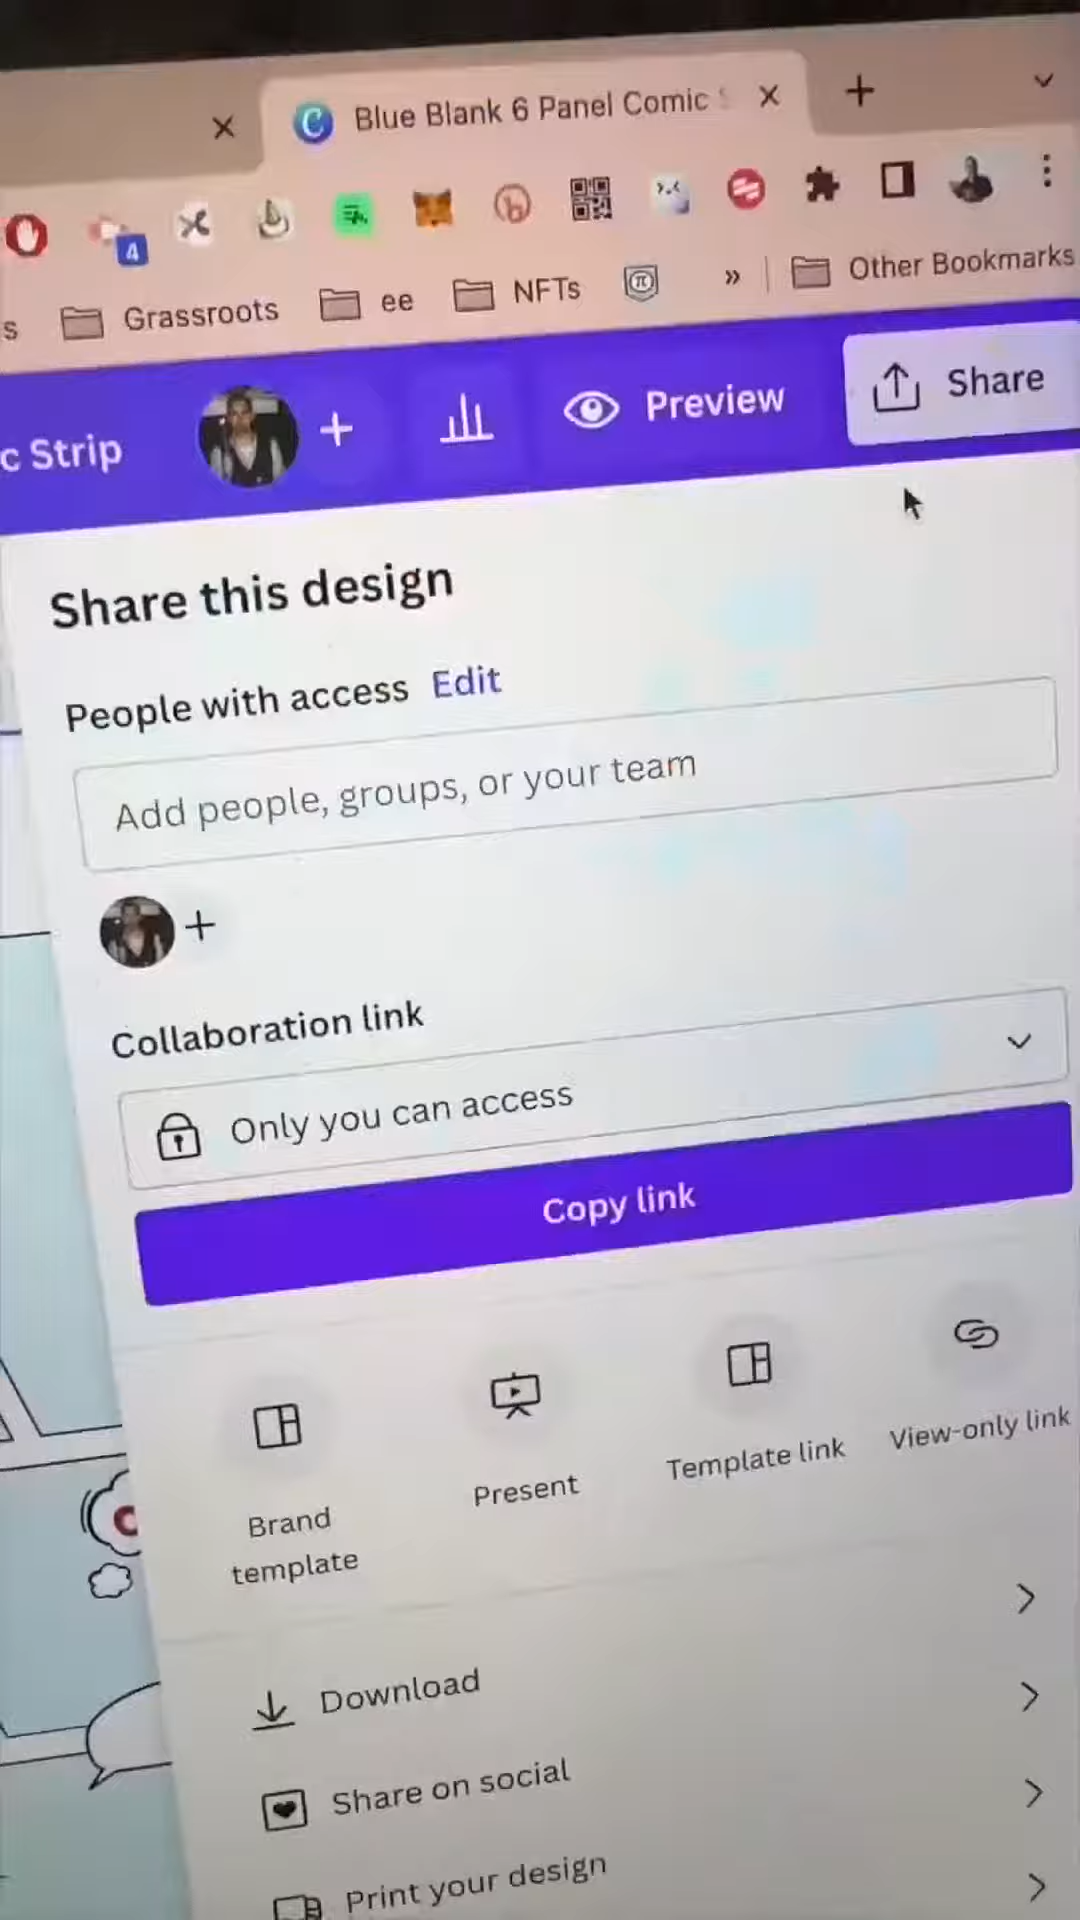 Blue Blank 6 Panel Comic S
4
s
Grassroots
ee
NFTs
»
Other Bookmarks
c Strip
Preview
Share
Share this design
People with access Edit
Add people, groups, or your team
Collaboration link
Only you can access
Copy link
Brand
template
Present
Template link
View-only link
Download
Share on social
Print your design